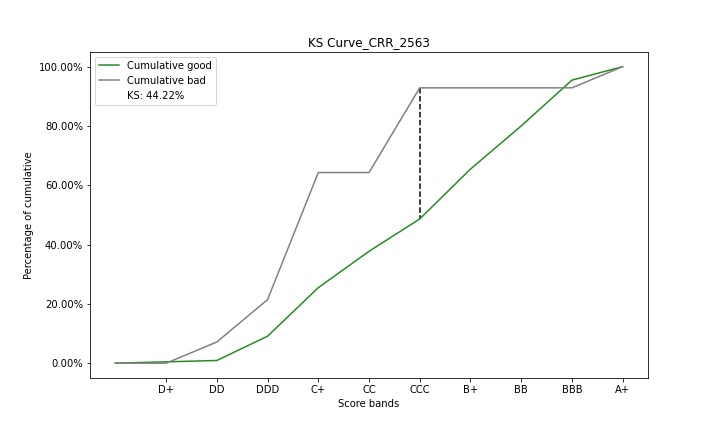 KS Curve_CRR_2563
Cumulative good
Cumulative bad
KS: 44.22%
100.00%
80.00%
60.00%
40.00%
20.00%
0.00%
Percentage of cumulative
D+ DD DDD C+ CC CCC B+ BB BBB A+
Score bands